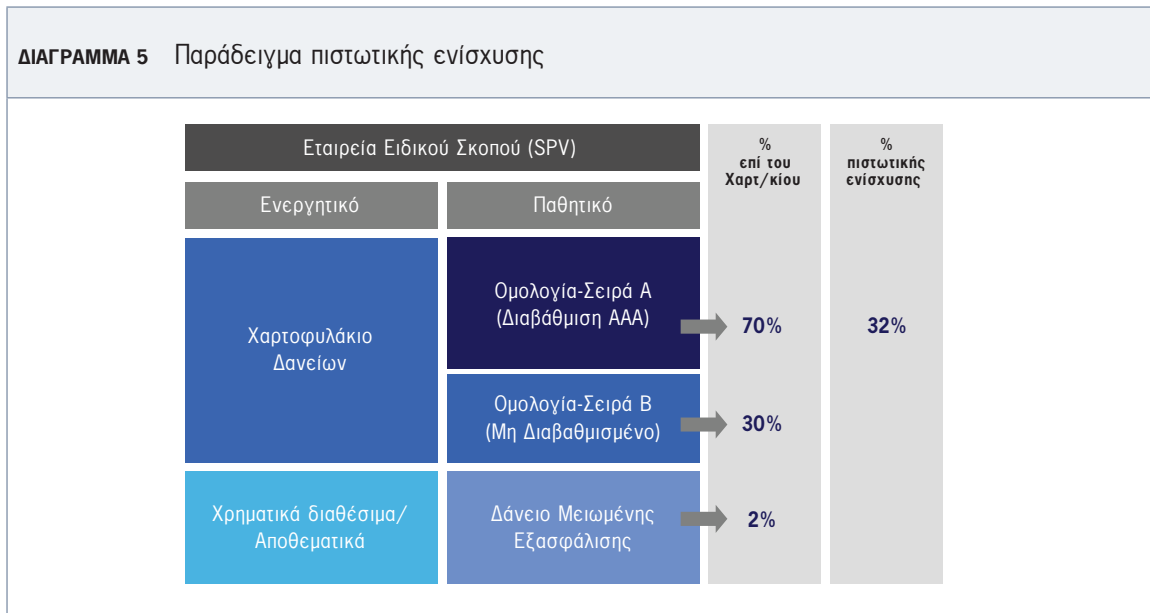 ΔΙΑΓΡΑΜΜΑ 5 Παράδειγμα πιστωτικής ενίσχυσης
Εταιρεία Ειδικού Σκοπού (SPV)
%
επί του
Χαρτ/κίου
%
πιστωτικής
ενίσχυσης
Ενεργητικό
Παθητικό
Χαρτοφυλάκιο
Δανείων
Ομολογία-Σειρά Α
(Διαβάθμιση ΑΑΑ)
70%
32%
Ομολογία-Σειρά Β
(Μη Διαβαθμισμένο)
30%
Χρηματικά διαθέσιμα/
Αποθεματικά
Δάνειο Μειωμένης
Εξασφάλισης
2%